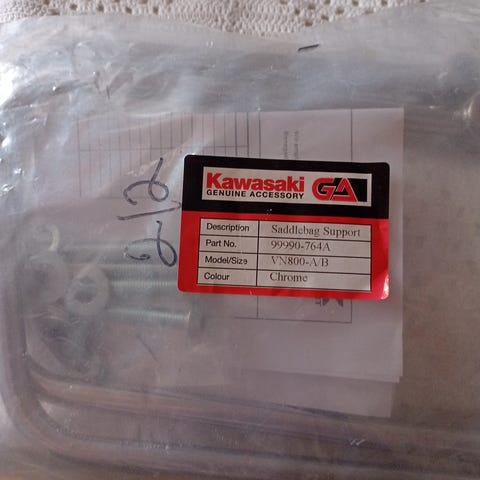 Kawasaki GA
GENUINE ACCESSORY
Description Saddlebag Support
Part No. 99990-764A
Model/Size VN800-A/B
Colour Chrome